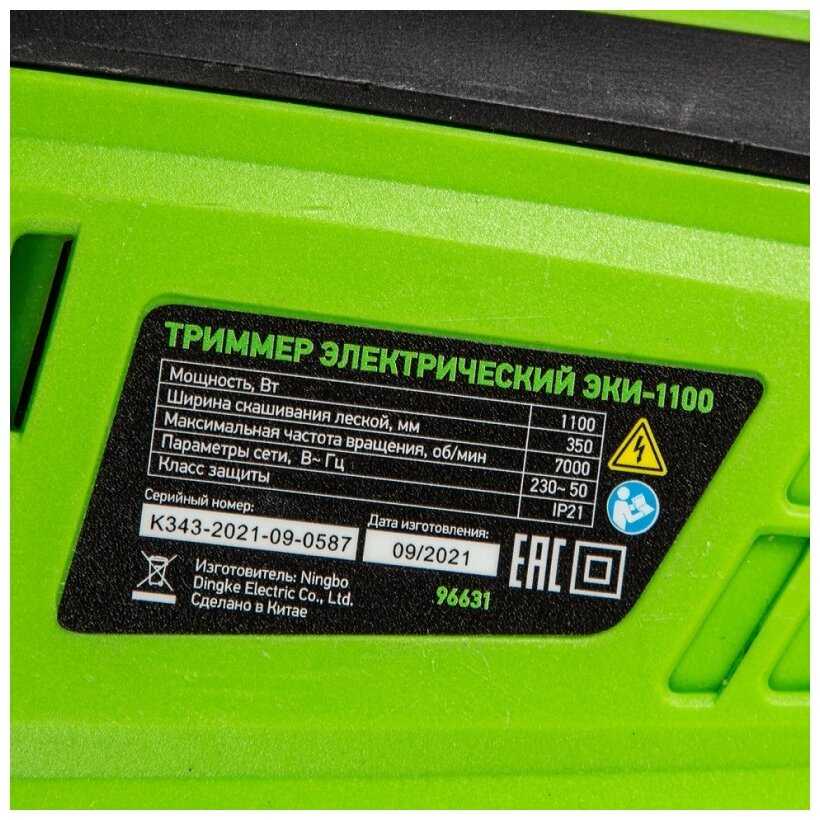 ТРИММЕР ЭЛЕКТРИЧЕСКИЙ ЭКИ-1100
Мощность, Вт 1100
Ширина скашивания леской, мм 350
Максимальная частота вращения, об/мин 7000
Параметры сети, В~ Гц 230~ 50
Класс защиты IP21
Серийный номер:
K343-2021-09-0587
Дата изготовления:
09/2021
EAC
Изготовитель: Ningbo
Dingke Electric Co., Ltd.
Сделано в Китае
96631